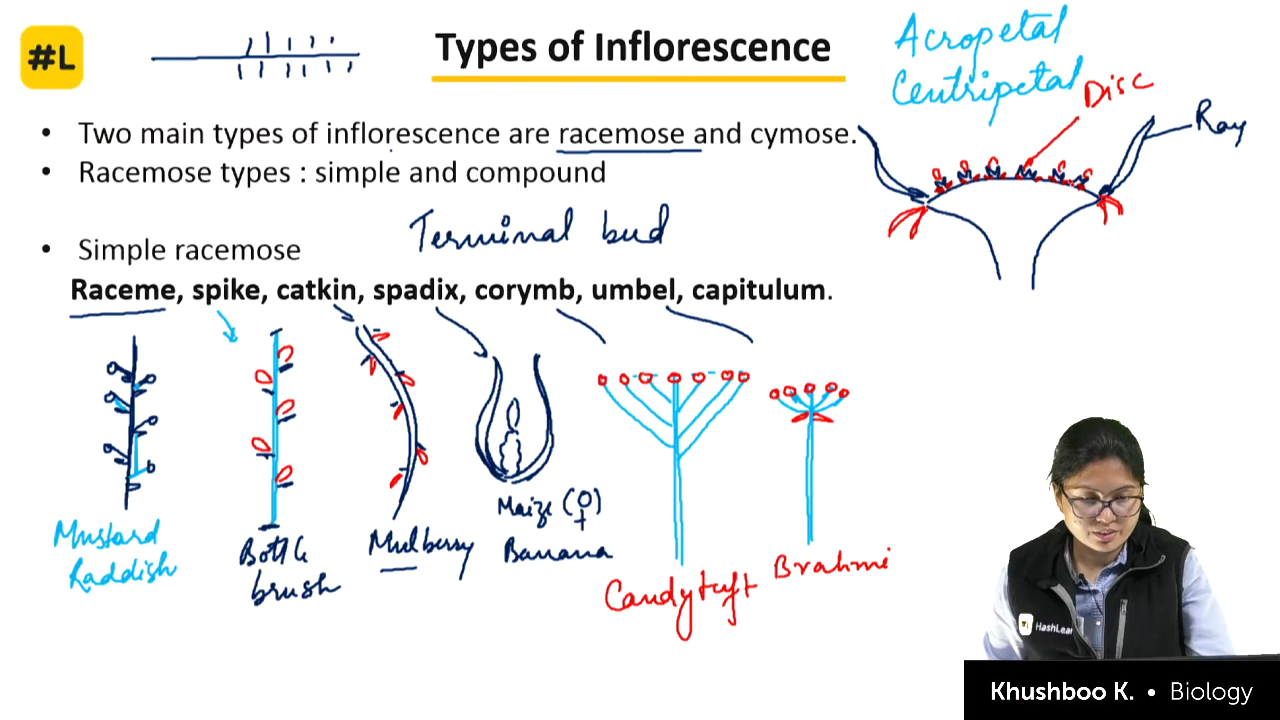 #L
Types of Inflorescence
Acropetal
Centripetal
Disc
Ray
• Two main types of inflorescence are racemose and cymose.
• Racemose types : simple and compound
Terminal bud
• Simple racemose
Raceme, spike, catkin, spadix, corymb, umbel, capitulum.
Mustard
Raddish
Bottle
brush
Mulberry
Maize (♀)
Banana
Candytuft
Brahmi
#L HashLear
Khushboo K. • Biology